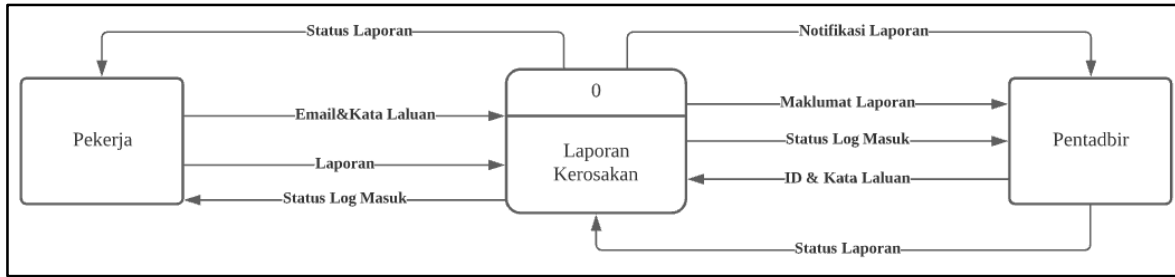 Status Laporan
Notifikasi Laporan
0
Maklumat Laporan
Email&Kata Laluan
Status Log Masuk
Pekerja
Laporan
Kerosakan
Pentadbir
Laporan
ID & Kata Laluan
Status Log Masuk
Status Laporan